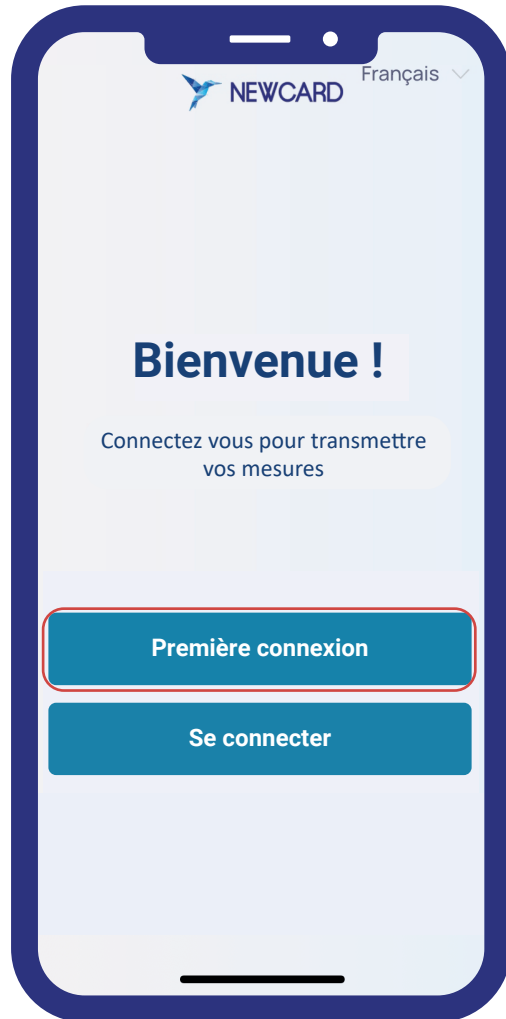 NEWCARD
Français
Bienvenue !
Connectez vous pour transmettre
vos mesures
Première connexion
Se connecter